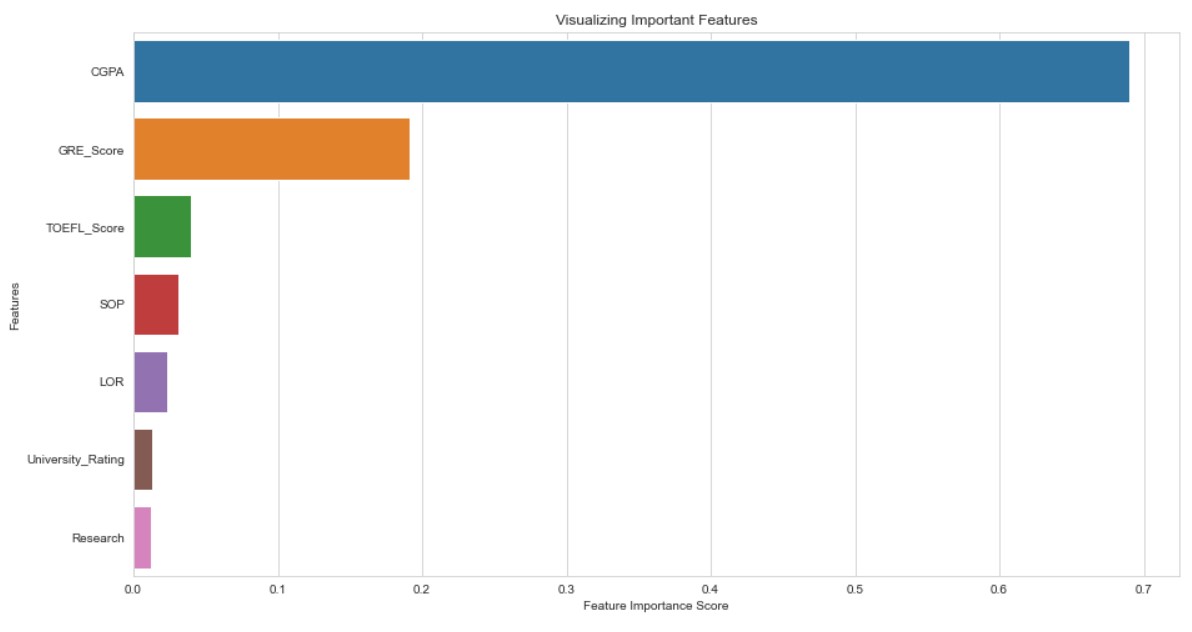 Visualizing Important Features
CGPA
GRE_Score
TOEFL_Score
SOP
LOR
University_Rating
Research
Features
0.0 0.1 0.2 0.3 0.4 0.5 0.6 0.7
Feature Importance Score